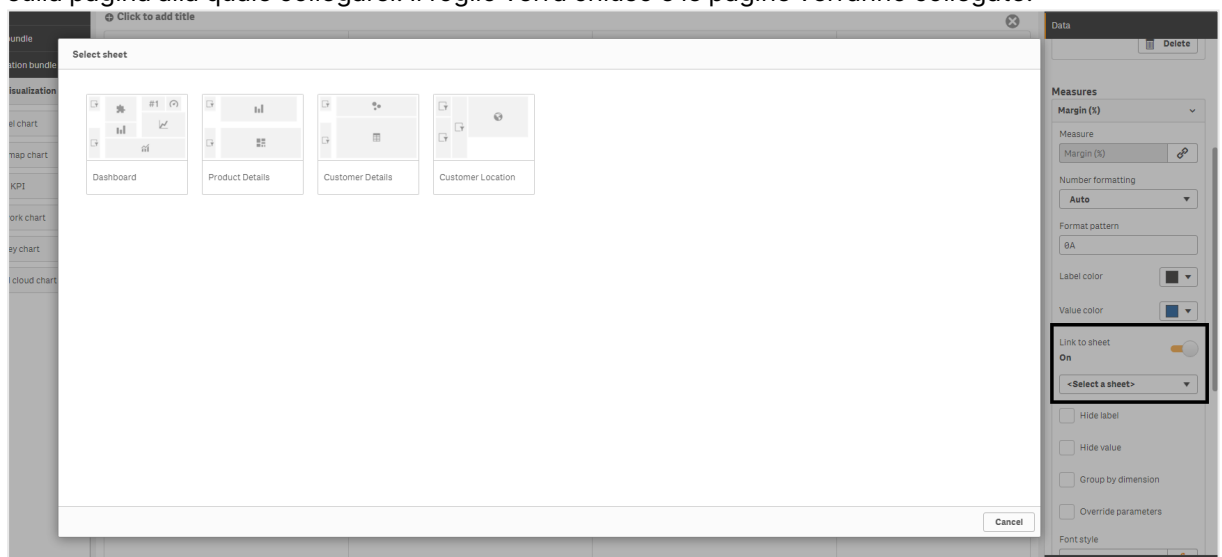 sulla pagina alla quale collegarsi. Il foglio verrà chiuso e le pagine verranno collegate.
Click to add title
Data
bundle
ation bundle
isualization
el chart
map chart
KPI
ork chart
ey chart
cloud chart
Select sheet
#1
Dashboard
Product Details
Customer Details
Customer Location
Cancel
Delete
Measures
Margin (%)
Measure
Margin (%)
Number formatting
Auto
Format pattern
0A
Label color
Value color
Link to sheet
On
<Select a sheet>
Hide label
Hide value
Group by dimension
Override parameters
Font style